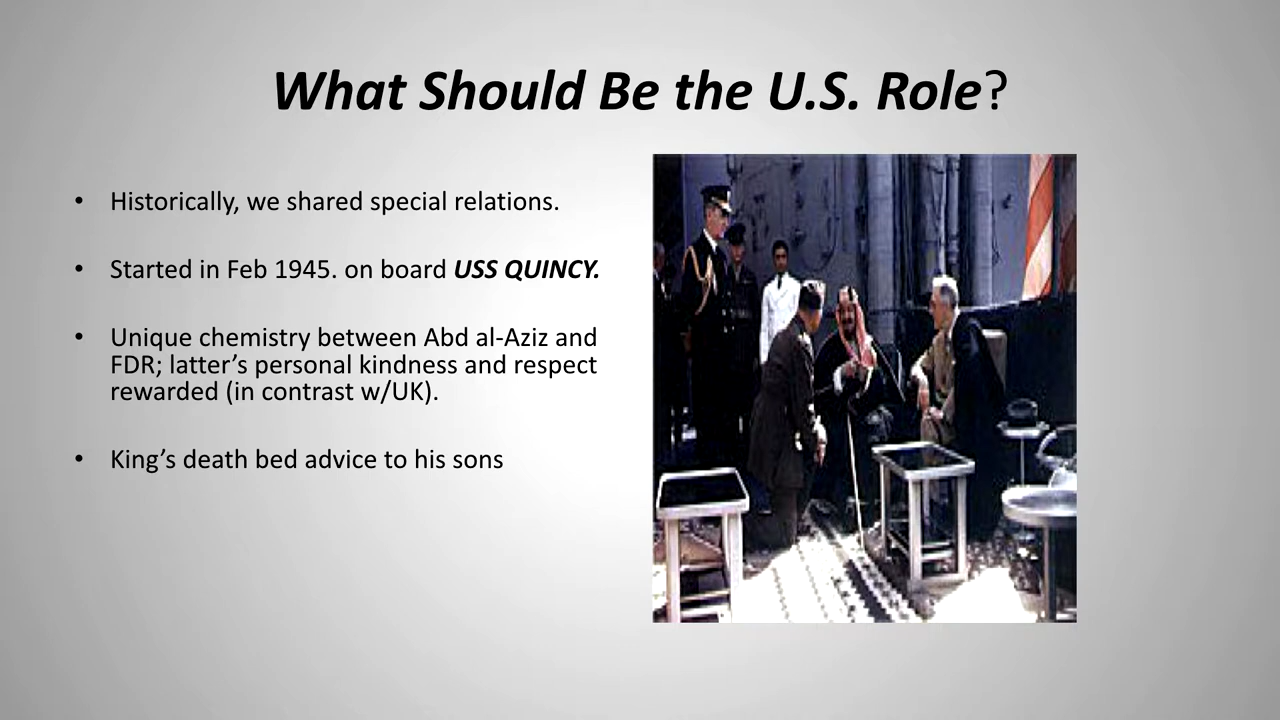 What Should Be the U.S. Role?
• Historically, we shared special relations.
• Started in Feb 1945. on board USS QUINCY.
• Unique chemistry between Abd al-Aziz and
FDR; latter’s personal kindness and respect
rewarded (in contrast w/UK).
• King’s death bed advice to his sons